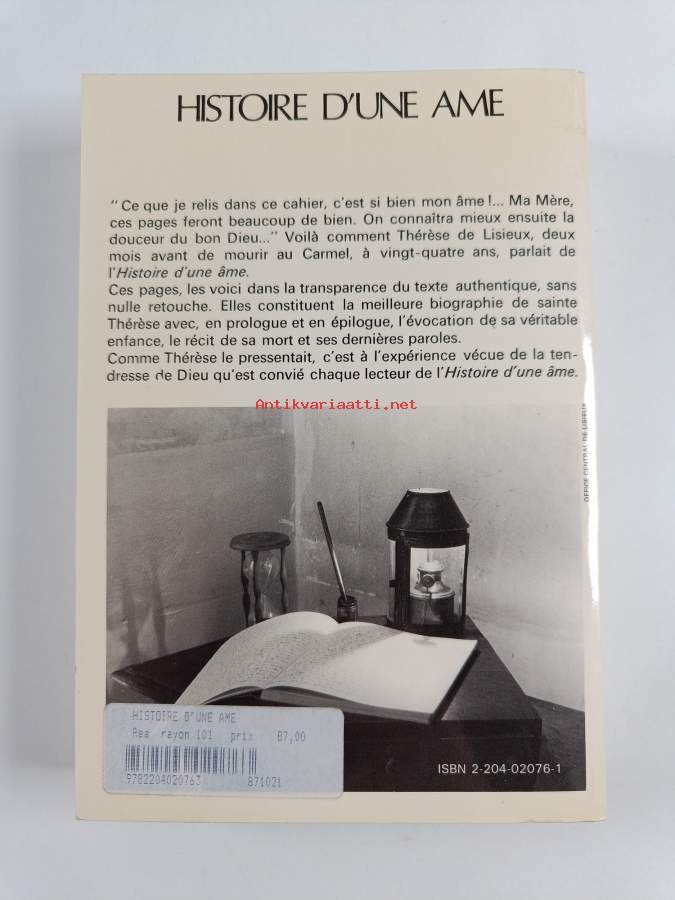 HISTOIRE D'UNE AME
"Ce que je relis dans ce cahier, c'est si bien mon âme!... Ma Mère,
ces pages feront beaucoup de bien. On connaîtra mieux ensuite la
douceur du bon Dieu..." Voilà comment Thérèse de Lisieux, deux
mois avant de mourir au Carmel, à vingt-quatre ans, parlait de
l'Histoire d'une âme.
Ces pages, les voici dans la transparence du texte authentique, sans
nulle retouche. Elles constituent la meilleure biographie de sainte
Thérèse avec, en prologue et en épilogue, l'évocation de sa véritable
enfance, le récit de sa mort et ses dernières paroles.
Comme Thérèse le pressentait, c'est à l'expérience vécue de la ten-
dresse de Dieu qu'est convié chaque lecteur de l'Histoire d'une âme.
Antikvariaatti.net
OFFICE CENTRAL DE LISIEUX
HISTOIRE D'UNE AME
Rea rayon 101 prix 87,00
9782204020763 871021
ISBN 2-204-02076-1